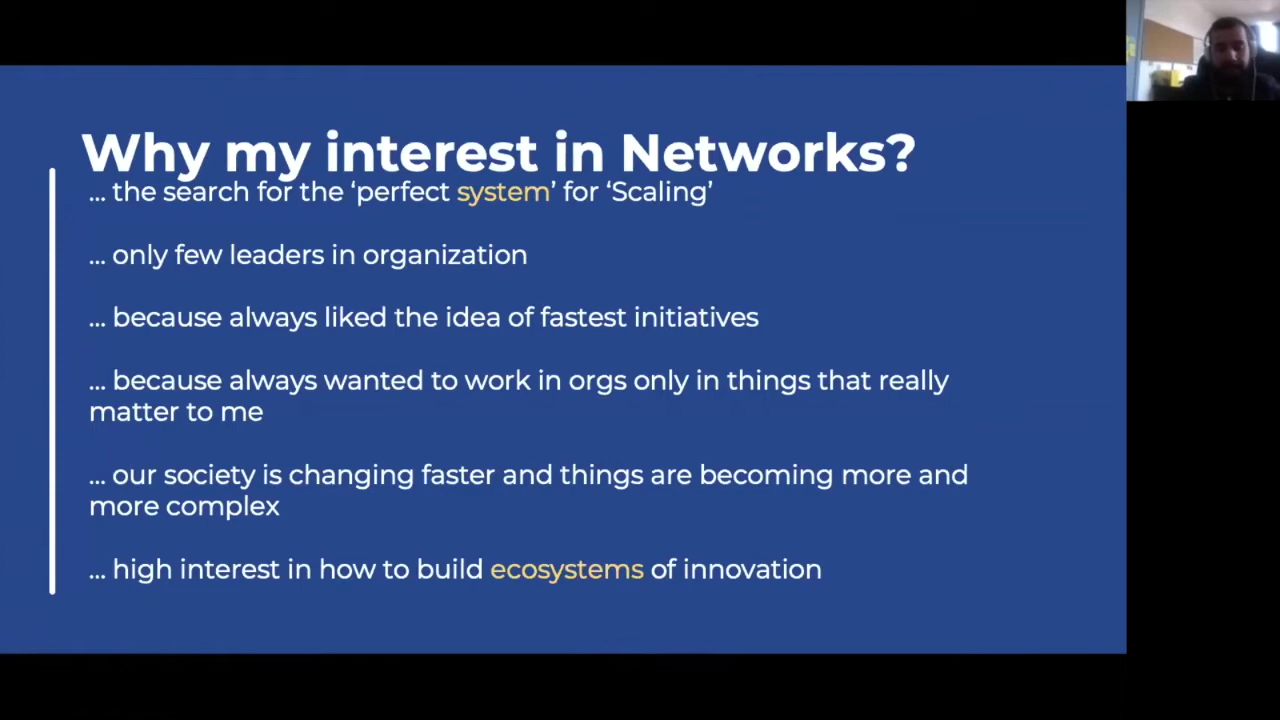 Why my interest in Networks?
... the search for the ‘perfect system’ for ‘Scaling’
... only few leaders in organization
... because always liked the idea of fastest initiatives
... because always wanted to work in orgs only in things that really
matter to me
... our society is changing faster and things are becoming more and
more complex
... high interest in how to build ecosystems of innovation